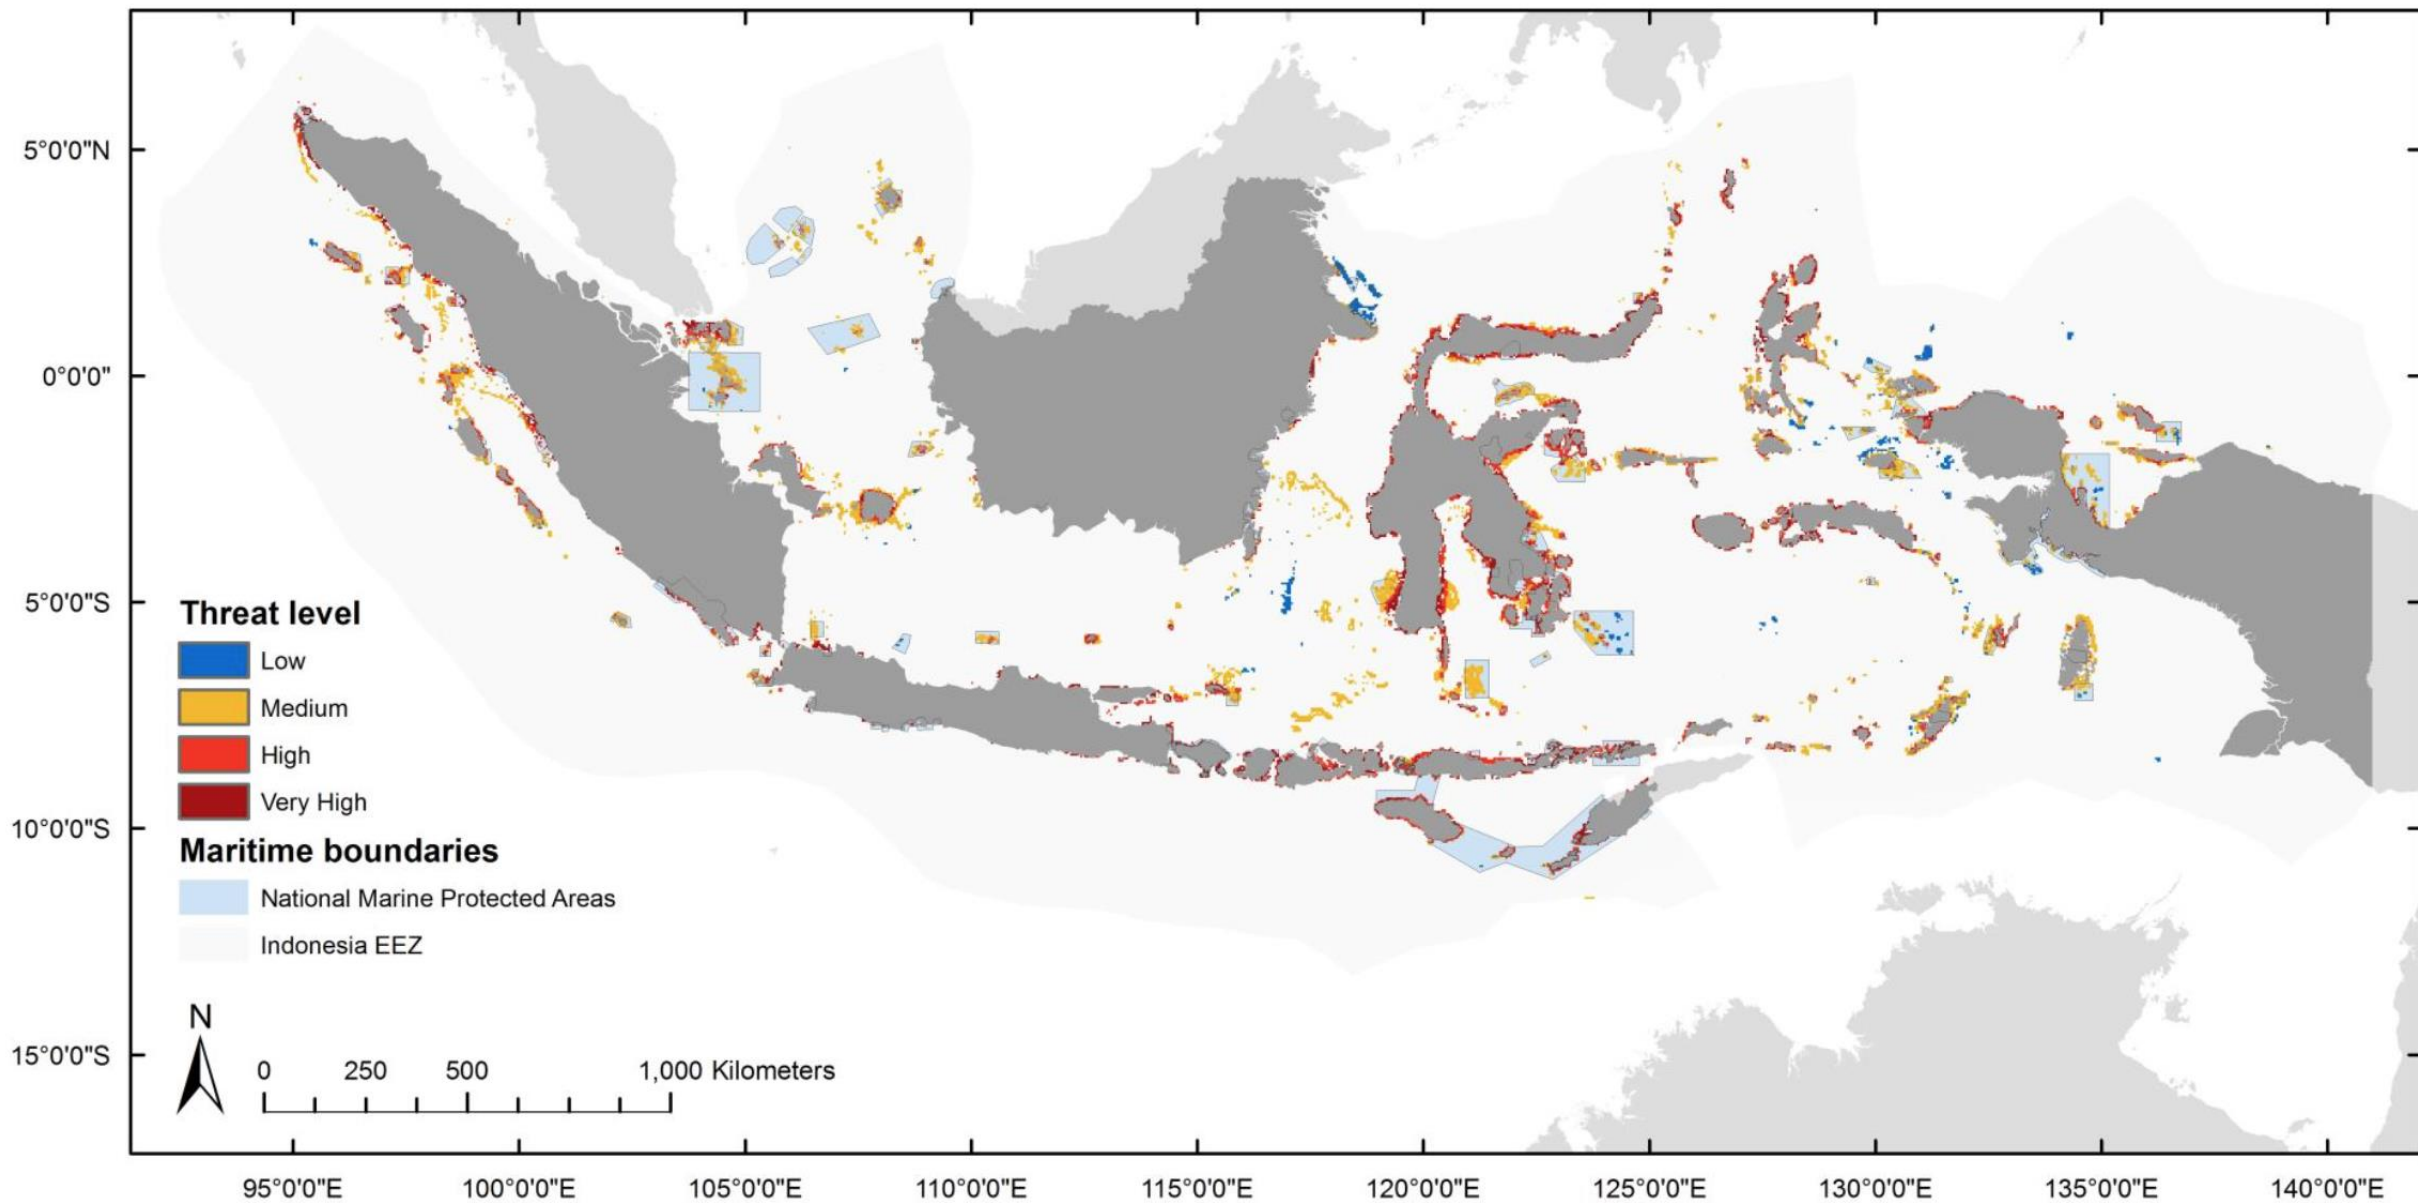 5°0'0"N
0°0'0"
5°0'0"S
10°0'0"S
15°0'0"S
Threat level
Low
Medium
High
Very High
Maritime boundaries
National Marine Protected Areas
Indonesia EEZ
N
0 250 500 1,000 Kilometers
95°0'0"E 100°0'0"E 105°0'0"E 110°0'0"E 115°0'0"E 120°0'0"E 125°0'0"E 130°0'0"E 135°0'0"E 140°0'0"E